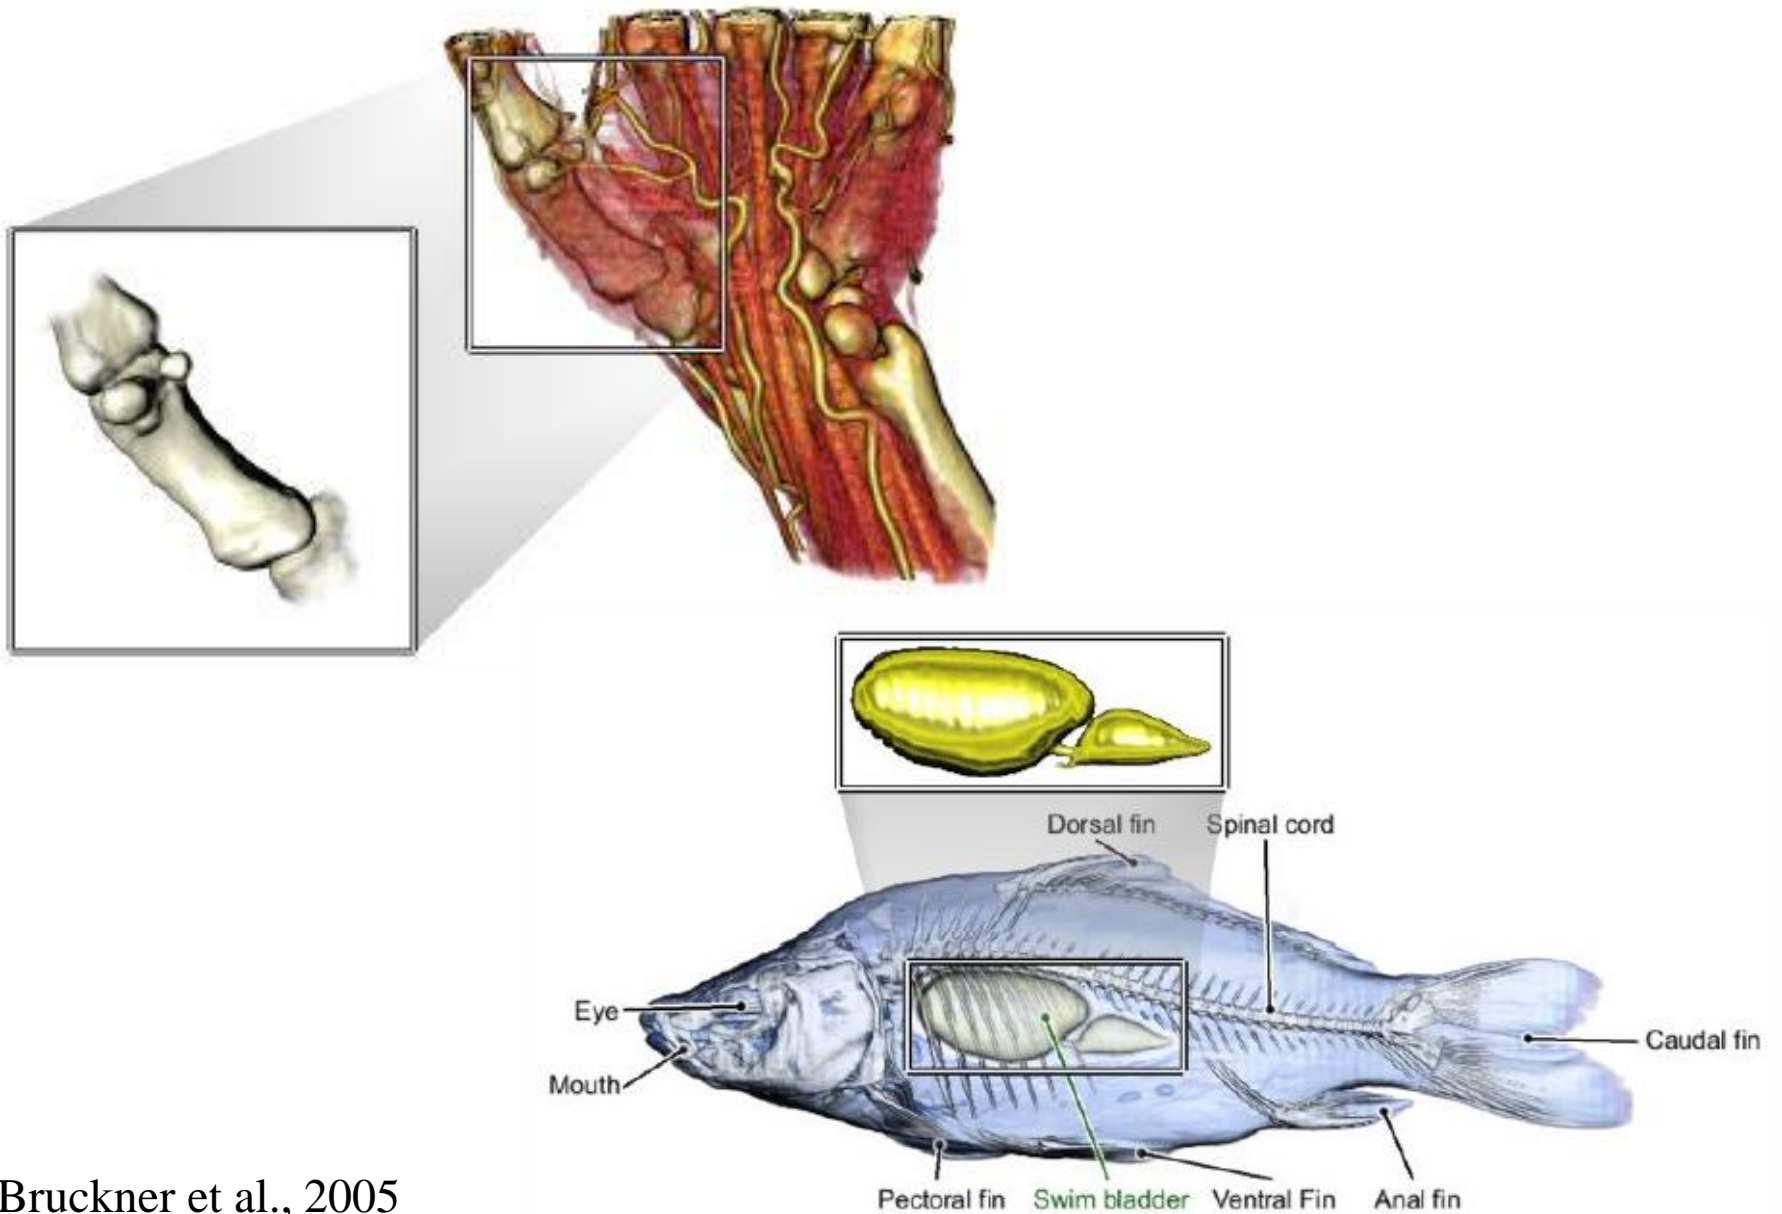 Dorsal fin
Spinal cord
Eye
Caudal fin
Mouth
Pectoral fin
Swim bladder
Ventral Fin
Anal fin
Bruckner et al., 2005